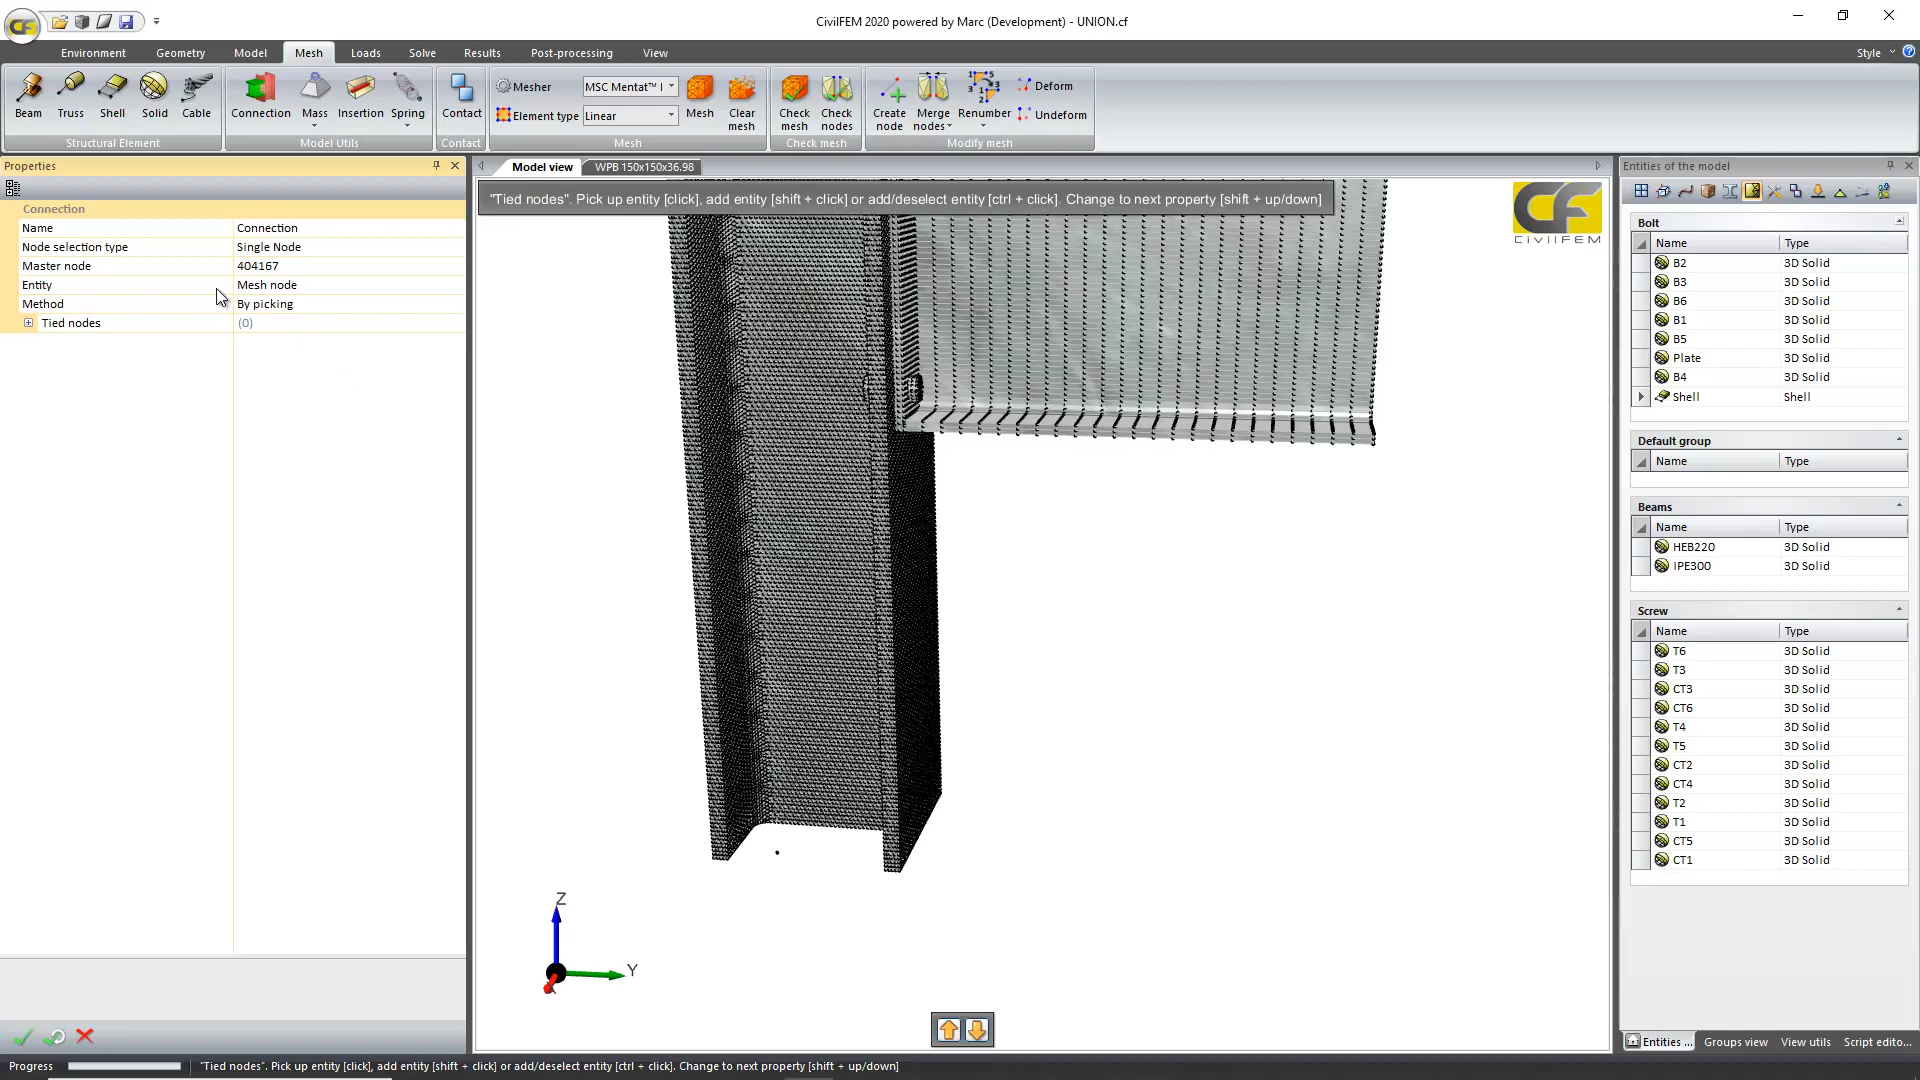 CivilFEM 2020 powered by Marc (Development) - UNION.cf
Environment Geometry Model Mesh Loads Solve Results Post-processing View Style
Beam Truss Shell Solid Cable
Structural Element
Connection Mass Insertion Spring
Model Utils
Contact
Contact
Mesher MSC Mentat™ I
Element type Linear
Mesh Clear mesh
Mesh
Check mesh Check nodes
Check mesh
Create node Merge nodes Renumber Deform Undeform
Modify mesh
Properties
Connection
Name Connection
Node selection type Single Node
Master node 404167
Entity Mesh node
Method By picking
Tied nodes (0)
Model view WPB 150x150x36.98
"Tied nodes". Pick up entity [click], add entity [shift + click] or add/deselect entity [ctrl + click]. Change to next property [shift + up/down]
CF
CIVILFEM
Z
Y
X
Entities of the model
Bolt
Name Type
B2 3D Solid
B3 3D Solid
B6 3D Solid
B1 3D Solid
B5 3D Solid
Plate 3D Solid
B4 3D Solid
Shell Shell
Default group
Name Type
Beams
Name Type
HEB220 3D Solid
IPE300 3D Solid
Screw
Name Type
T6 3D Solid
T3 3D Solid
CT3 3D Solid
CT6 3D Solid
T4 3D Solid
T5 3D Solid
CT2 3D Solid
CT4 3D Solid
T2 3D Solid
T1 3D Solid
CT5 3D Solid
CT1 3D Solid
Entities ... Groups view View utils Script edito...
Progress "Tied nodes". Pick up entity [click], add entity [shift + click] or add/deselect entity [ctrl + click]. Change to next property [shift + up/down]